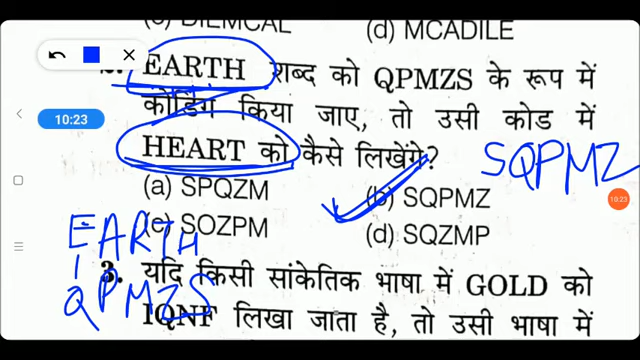 (c) DIEMCAL (d) MCADILE
EARTH शब्द को QPMZS के रूप में
कोडिंग किया जाए, तो उसी कोड में
HEART को कैसे लिखेंगे?
SQPMZ
(a) SPQZM (b) SQPMZ
(c) SOZPM (d) SQZMP
EARTH
QPMZS
3. यदि किसी सांकेतिक भाषा में GOLD को
IQNF लिखा जाता है, तो उसी भाषा में
10:23
10:23